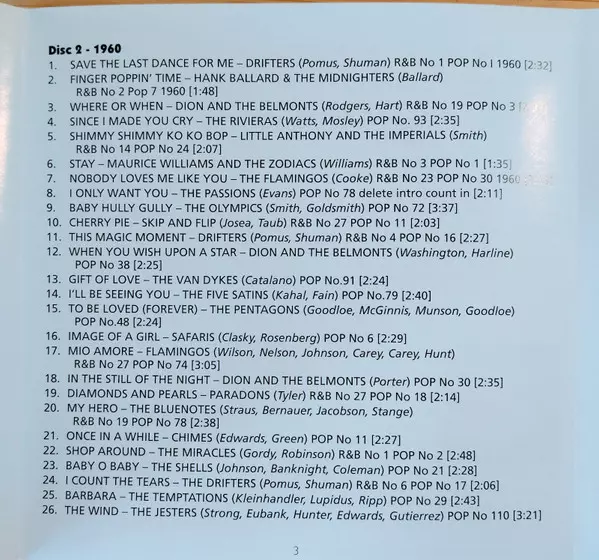 Disc 2 - 1960
1. SAVE THE LAST DANCE FOR ME – DRIFTERS (Pomus, Shuman) R&B No 1 POP No I 1960 [2:32]
2. FINGER POPPIN' TIME – HANK BALLARD & THE MIDNIGHTERS (Ballard)
R&B No 2 Pop 7 1960 [1:48]
3. WHERE OR WHEN – DION AND THE BELMONTS (Rodgers, Hart) R&B No 19 POP No 3
4. SINCE I MADE YOU CRY – THE RIVIERAS (Watts, Mosley) POP No. 93 [2:35]
5. SHIMMY SHIMMY KO KO BOP – LITTLE ANTHONY AND THE IMPERIALS (Smith)
R&B No 14 POP No 24 [2:07]
6. STAY – MAURICE WILLIAMS AND THE ZODIACS (Williams) R&B No 3 POP No 1 [1:35]
7. NOBODY LOVES ME LIKE YOU – THE FLAMINGOS (Cooke) R&B No 23 POP No 30 1960
8. I ONLY WANT YOU – THE PASSIONS (Evans) POP No 78 delete intro count in [2:11]
9. BABY HULLY GULLY – THE OLYMPICS (Smith, Goldsmith) POP No 72 [3:37]
10. CHERRY PIE – SKIP AND FLIP (Josea, Taub) R&B No 27 POP No 11 [2:03]
11. THIS MAGIC MOMENT – DRIFTERS (Pomus, Shuman) R&B No 4 POP No 16 [2:27]
12. WHEN YOU WISH UPON A STAR – DION AND THE BELMONTS (Washington, Harline)
POP No 38 [2:25]
13. GIFT OF LOVE – THE VAN DYKES (Catalano) POP No.91 [2:24]
14. I'LL BE SEEING YOU – THE FIVE SATINS (Kahal, Fain) POP No.79 [2:40]
15. TO BE LOVED (FOREVER) – THE PENTAGONS (Goodloe, McGinnis, Munson, Goodloe)
POP No.48 [2:24]
16. IMAGE OF A GIRL – SAFARIS (Clasky, Rosenberg) POP No 6 [2:29]
17. MIO AMORE – FLAMINGOS (Wilson, Nelson, Johnson, Carey, Carey, Hunt)
R&B No 27 POP No 74 [3:05]
18. IN THE STILL OF THE NIGHT – DION AND THE BELMONTS (Porter) POP No 30 [2:35]
19. DIAMONDS AND PEARLS – PARADONS (Tyler) R&B No 27 POP No 18 [2:14]
20. MY HERO – THE BLUENOTES (Straus, Bernauer, Jacobson, Stange)
R&B No 19 POP No 78 [2:38]
21. ONCE IN A WHILE – CHIMES (Edwards, Green) POP No 11 [2:27]
22. SHOP AROUND – THE MIRACLES (Gordy, Robinson) R&B No 1 POP No 2 [2:48]
23. BABY O BABY – THE SHELLS (Johnson, Banknight, Coleman) POP No 21 [2:28]
24. I COUNT THE TEARS – THE DRIFTERS (Pomus, Shuman) R&B No 6 POP No 17 [2:06]
25. BARBARA – THE TEMPTATIONS (Kleinhandler, Lupidus, Ripp) POP No 29 [2:43]
26. THE WIND – THE JESTERS (Strong, Eubank, Hunter, Edwards, Gutierrez) POP No 110 [3:21]
3